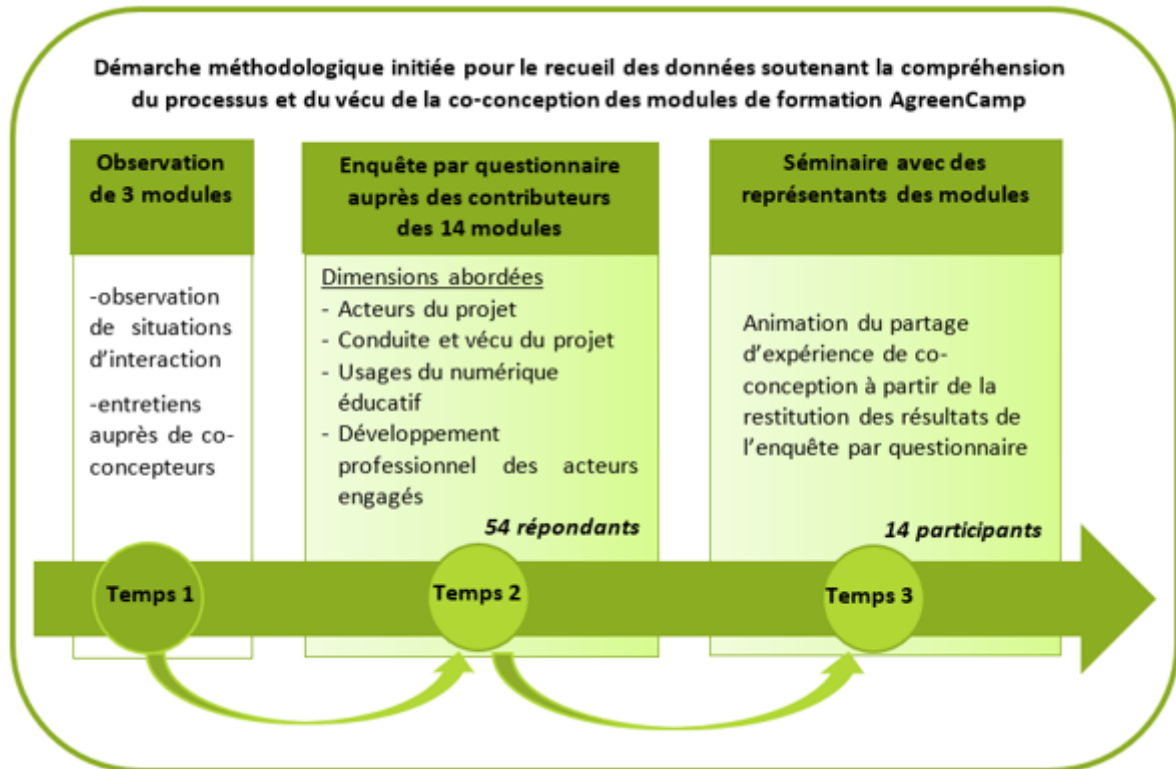 Démarche méthodologique initiée pour le recueil des données soutenant la compréhension
du processus et du vécu de la co-conception des modules de formation AgreenCamp
Observation
de 3 modules
-observation
de situations
d'interaction
-entretiens
auprès de co-
concepteurs
Enquête par questionnaire
auprès des contributeurs
des 14 modules
Dimensions abordées
- Acteurs du projet
- Conduite et vécu du projet
- Usages du numérique
éducatif
- Développement
professionnel des acteurs
engagés
54 répondants
Séminaire avec des
représentants des modules
Animation du partage
d'expérience de co-
conception à partir de la
restitution des résultats de
l'enquête par questionnaire
14 participants
Temps 1
Temps 2
Temps 3